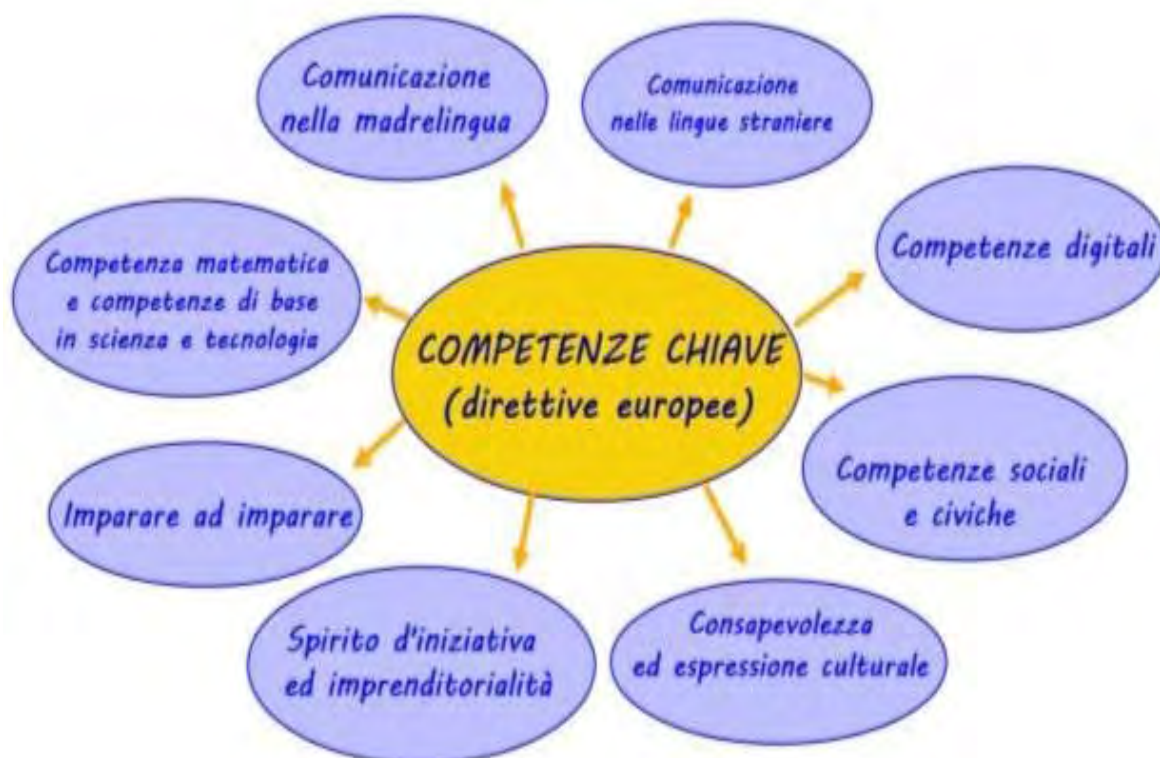 Comunicazione
nella madrelingua
Comunicazione
nelle lingue straniere
Competenze digitali
Competenza matematica
e competenze di base
in scienza e tecnologia
COMPETENZE CHIAVE
(direttive europee)
Competenze sociali
e civiche
Imparare ad imparare
Spirito d'iniziativa
ed imprenditorialità
Consapevolezza
ed espressione culturale